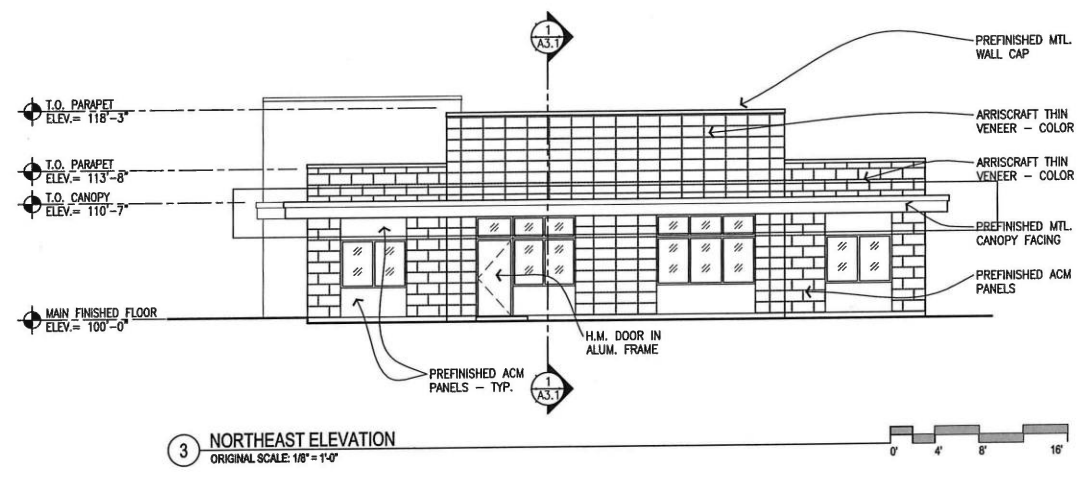 1
A3.1
PREFINISHED MTL.
WALL CAP
T.O. PARAPET
ELEV.= 118'-3"
ARRISCRAFT THIN
VENEER – COLOR
T.O. PARAPET
ELEV.= 113'-8"
ARRISCRAFT THIN
VENEER – COLOR
T.O. CANOPY
ELEV.= 110'-7"
PREFINISHED MTL.
CANOPY FACING
PREFINISHED ACM
PANELS
MAIN FINISHED FLOOR
ELEV.= 100'-0"
H.M. DOOR IN
ALUM. FRAME
PREFINISHED ACM
PANELS – TYP.
1
A3.1
3
NORTHEAST ELEVATION
ORIGINAL SCALE: 1/8" = 1'-0"
0' 4' 8' 16'